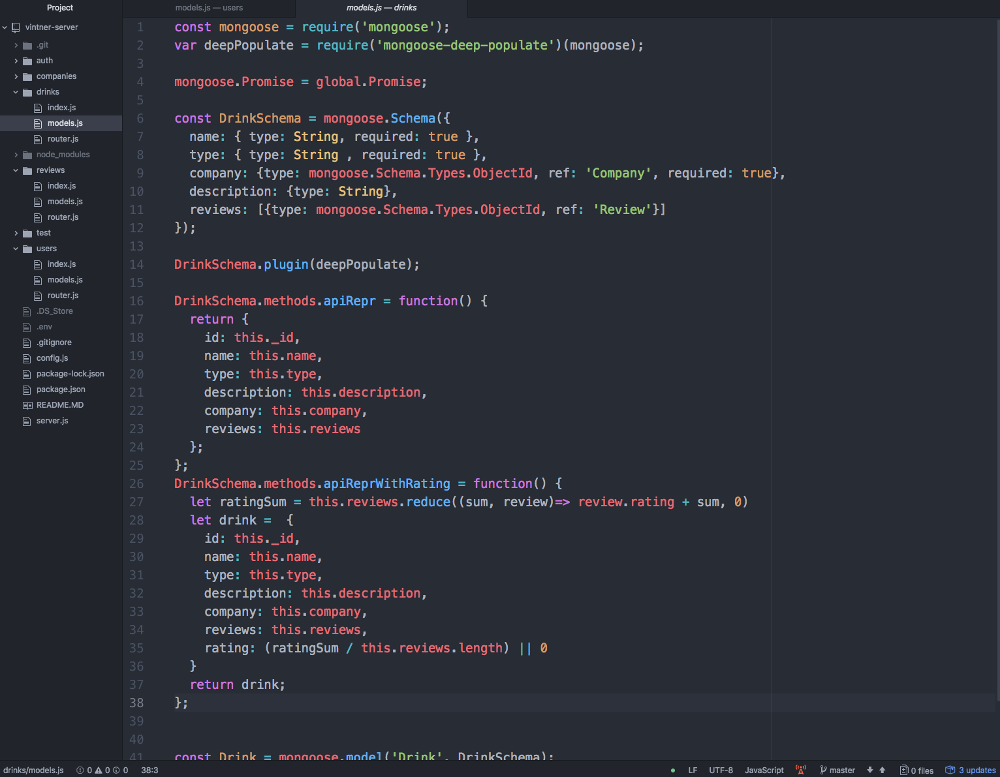 Project
vintner-server
.git
auth
companies
drinks
index.js
models.js
router.js
node_modules
reviews
index.js
models.js
router.js
test
users
index.js
models.js
router.js
.DS_Store
.env
.gitignore
config.js
package-lock.json
package.json
README.MD
server.js
models.js — users
models.js — drinks
1 const mongoose = require('mongoose');
2 var deepPopulate = require('mongoose-deep-populate')(mongoose);
3
4 mongoose.Promise = global.Promise;
5
6 const DrinkSchema = mongoose.Schema({
7 name: { type: String, required: true },
8 type: { type: String , required: true },
9 company: {type: mongoose.Schema.Types.ObjectId, ref: 'Company', required: true},
10 description: {type: String},
11 reviews: [{type: mongoose.Schema.Types.ObjectId, ref: 'Review'}]
12 });
13
14 DrinkSchema.plugin(deepPopulate);
15
16 DrinkSchema.methods.apiRepr = function() {
17 return {
18 id: this._id,
19 name: this.name,
20 type: this.type,
21 description: this.description,
22 company: this.company,
23 reviews: this.reviews
24 };
25 };
26 DrinkSchema.methods.apiReprWithRating = function() {
27 let ratingSum = this.reviews.reduce((sum, review)=> review.rating + sum, 0)
28 let drink =  {
29 id: this._id,
30 name: this.name,
31 type: this.type,
32 description: this.description,
33 company: this.company,
34 reviews: this.reviews,
35 rating: (ratingSum / this.reviews.length) || 0
36 }
37 return drink;
38 };
39
40
41 const Drink = mongoose.model('Drink', DrinkSchema);
drinks/models.js 0 0 0 38:3 LF UTF-8 JavaScript master 0 files 3 updates